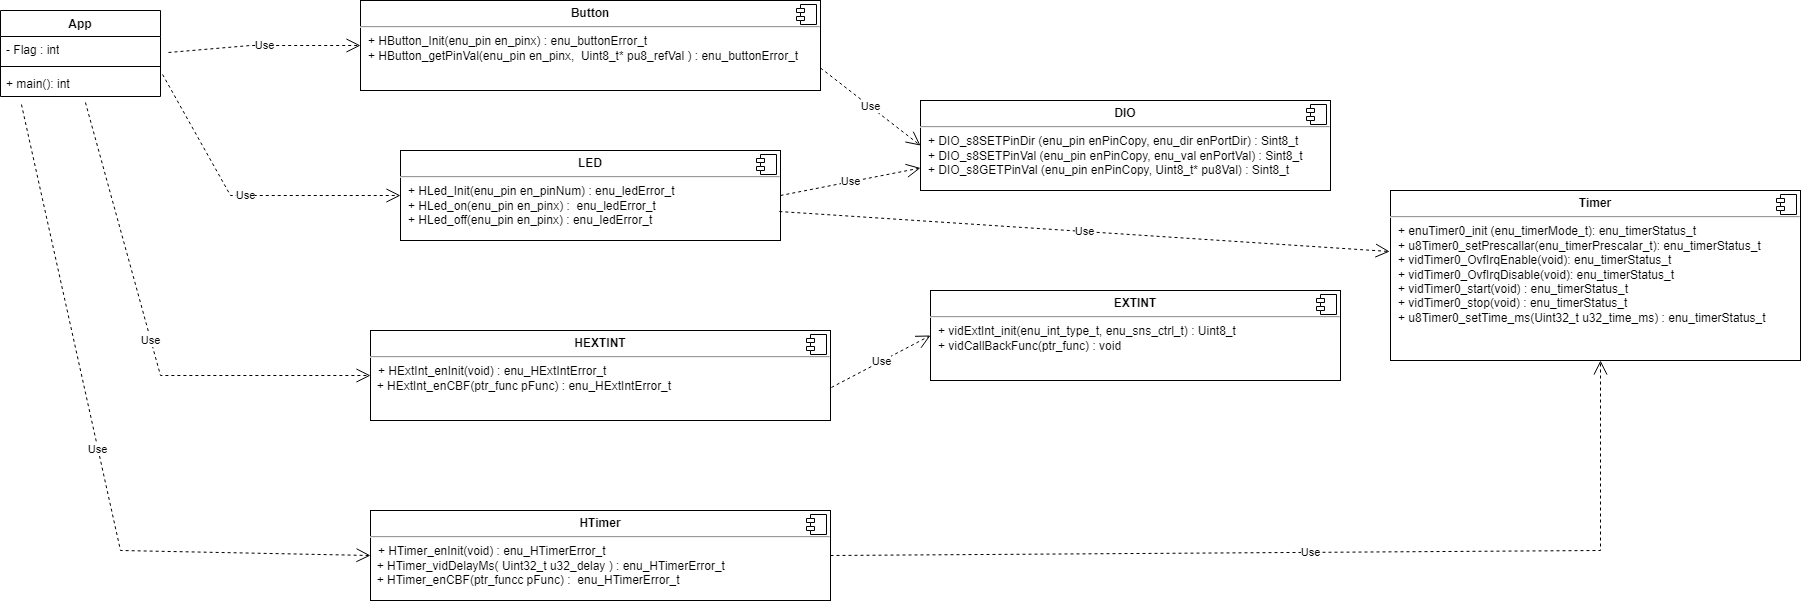 App
- Flag : int
+ main(): int
Use
Button
+ HButton_Init(enu_pin en_pinx) : enu_buttonError_t
+ HButton_getPinVal(enu_pin en_pinx,  Uint8_t* pu8_refVal ) : enu_buttonError_t
Use
DIO
+ DIO_s8SETPinDir (enu_pin enPinCopy, enu_dir enPortDir) : Sint8_t
+ DIO_s8SETPinVal (enu_pin enPinCopy, enu_val enPortVal) : Sint8_t
+ DIO_s8GETPinVal (enu_pin enPinCopy, Uint8_t* pu8Val) : Sint8_t
Use
LED
+ HLed_Init(enu_pin en_pinNum) : enu_ledError_t
+ HLed_on(enu_pin en_pinx) :  enu_ledError_t
+ HLed_off(enu_pin en_pinx) : enu_ledError_t
Use
Use
Timer
+ enuTimer0_init (enu_timerMode_t): enu_timerStatus_t
+ u8Timer0_setPrescallar(enu_timerPrescalar_t): enu_timerStatus_t
+ vidTimer0_OvfIrqEnable(void): enu_timerStatus_t
+ vidTimer0_OvfIrqDisable(void): enu_timerStatus_t
+ vidTimer0_start(void) : enu_timerStatus_t
+ vidTimer0_stop(void) : enu_timerStatus_t
+ u8Timer0_setTime_ms(Uint32_t u32_time_ms) : enu_timerStatus_t
Use
HEXTINT
+ HExtInt_enInit(void) : enu_HExtIntError_t
+ HExtInt_enCBF(ptr_func pFunc) : enu_HExtIntError_t
Use
EXTINT
+ vidExtInt_init(enu_int_type_t, enu_sns_ctrl_t) : Uint8_t
+ vidCallBackFunc(ptr_func) : void
Use
HTimer
+ HTimer_enInit(void) : enu_HTimerError_t
+ HTimer_vidDelayMs( Uint32_t u32_delay ) : enu_HTimerError_t
+ HTimer_enCBF(ptr_funcc pFunc) :  enu_HTimerError_t
Use